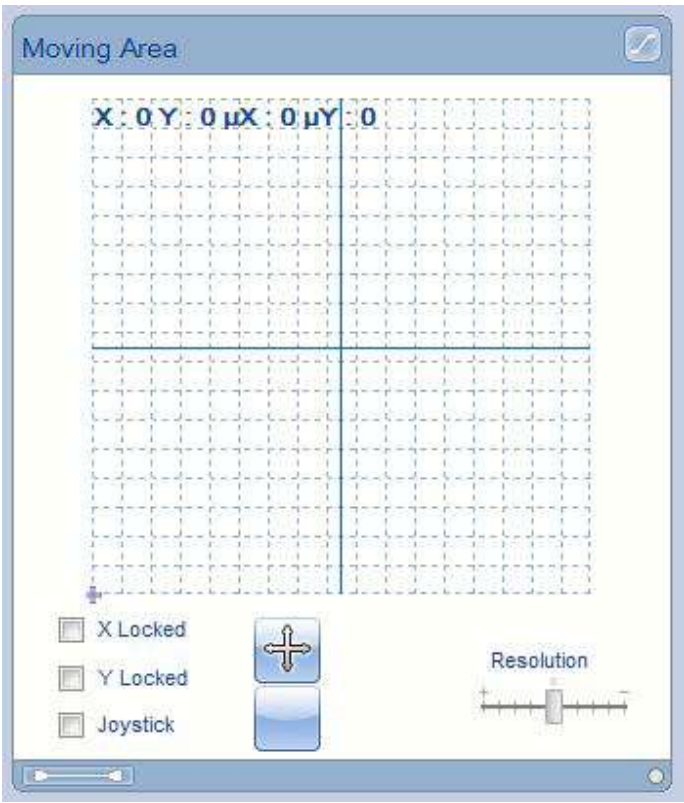 Moving Area
X : 0 Y : 0 µX : 0 µY : 0
X Locked
Y Locked
Joystick
Resolution
+ −